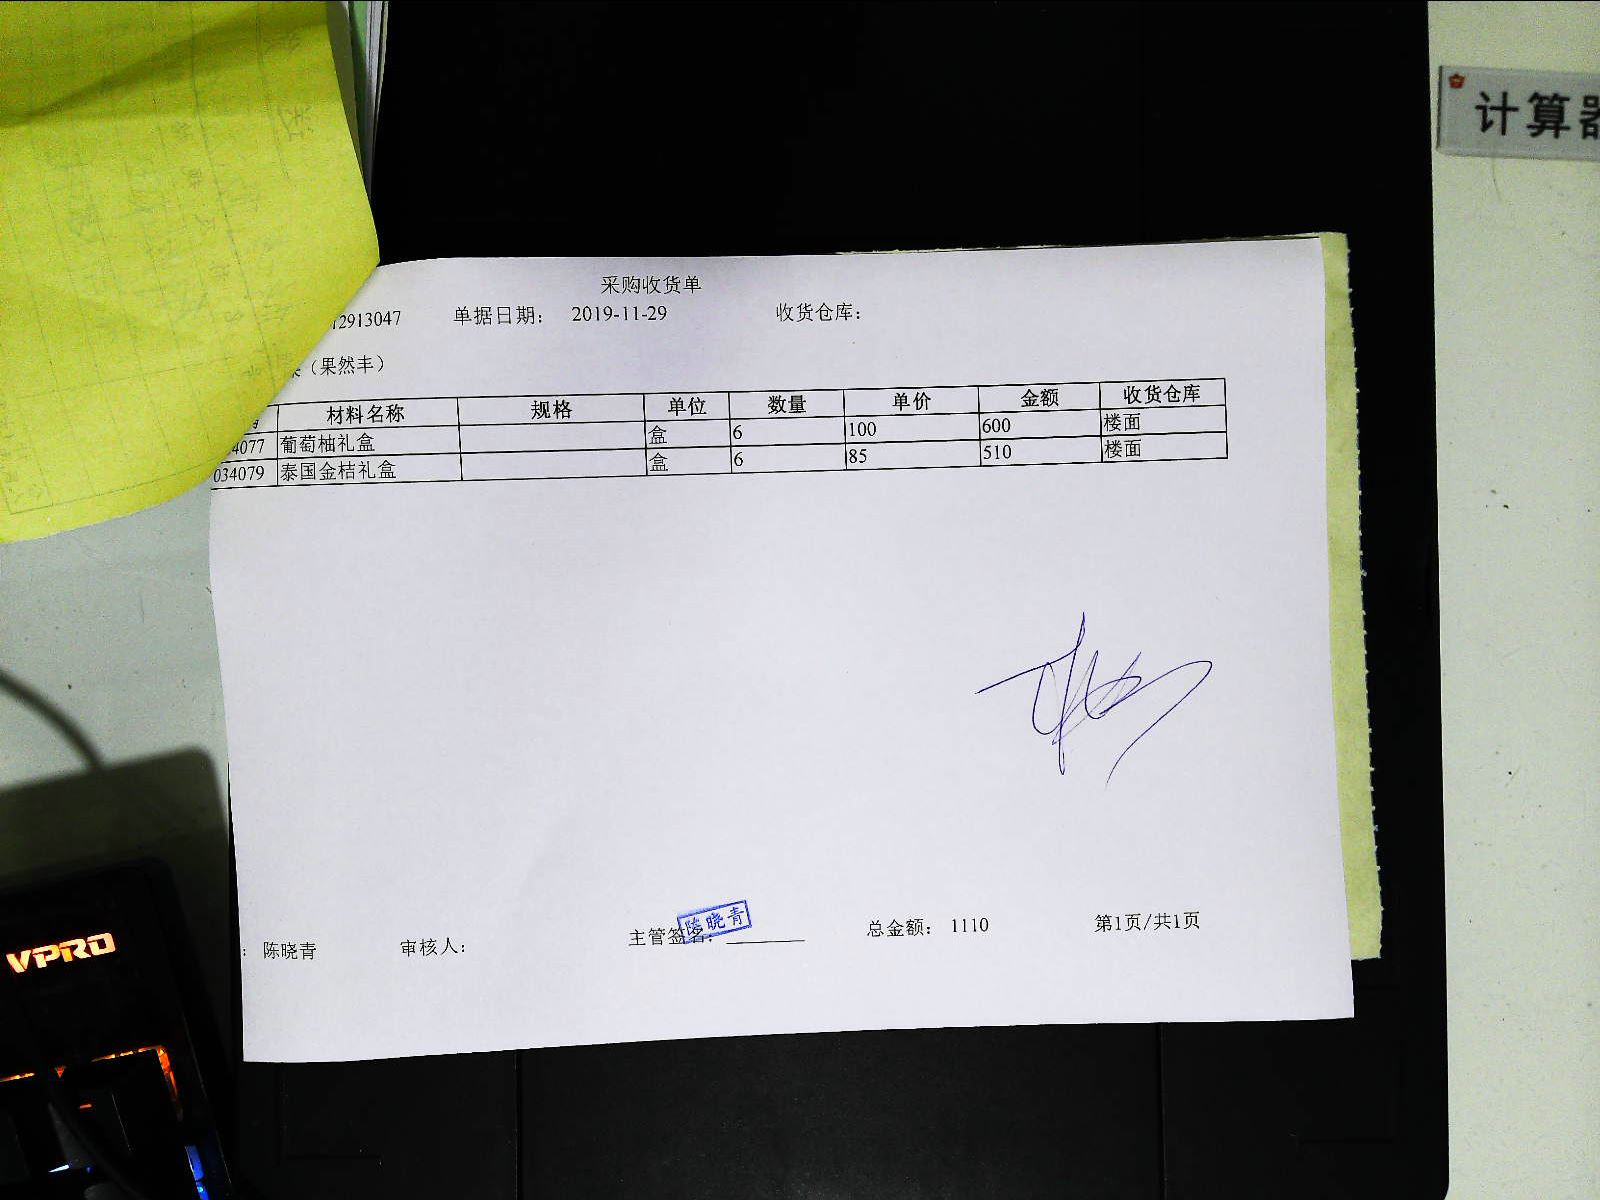 计算器
采购收货单
12913047 单据日期： 2019-11-29 收货仓库：
（果然丰）
材料名称 规格 单位 数量 单价 金额 收货仓库
4077 葡萄柚礼盒 盒 6 100 600 楼面
034079 泰国金桔礼盒 盒 6 85 510 楼面
陈晓青
： 陈晓青 审核人： 主管签名： 总金额： 1110 第1页/共1页
VPRO